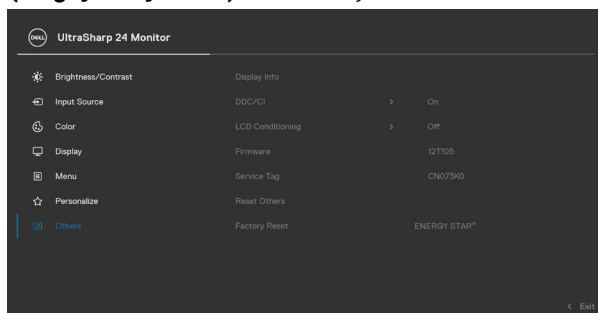 DELL UltraSharp 24 Monitor
Brightness/Contrast Display Info
Input Source DDC/CI > On
Color LCD Conditioning > Off
Display Firmware 12T105
Menu Service Tag CN073K0
Personalize Reset Others
Others Factory Reset ENERGY STAR®
< Exit